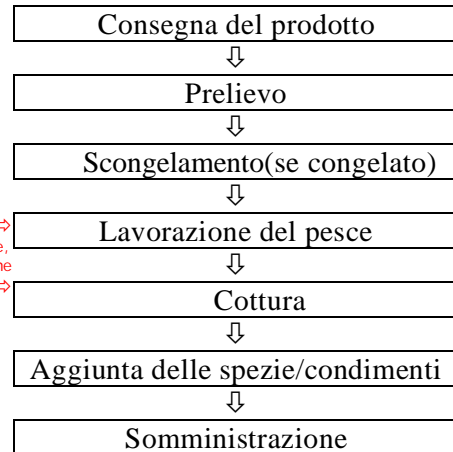 Consegna del prodotto
⇩
Prelievo
⇩
Scongelamento(se congelato)
⇩
Lavorazione del pesce
⇩
Cottura
⇩
Aggiunta delle spezie/condimenti
⇩
Somministrazione